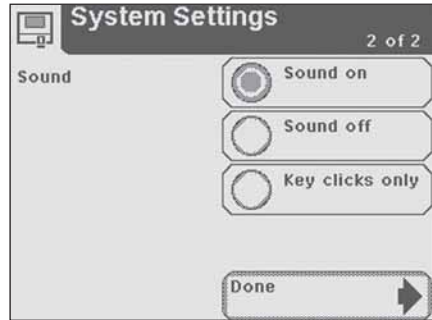 System Settings
2 of 2
Sound
Sound on
Sound off
Key clicks only
Done